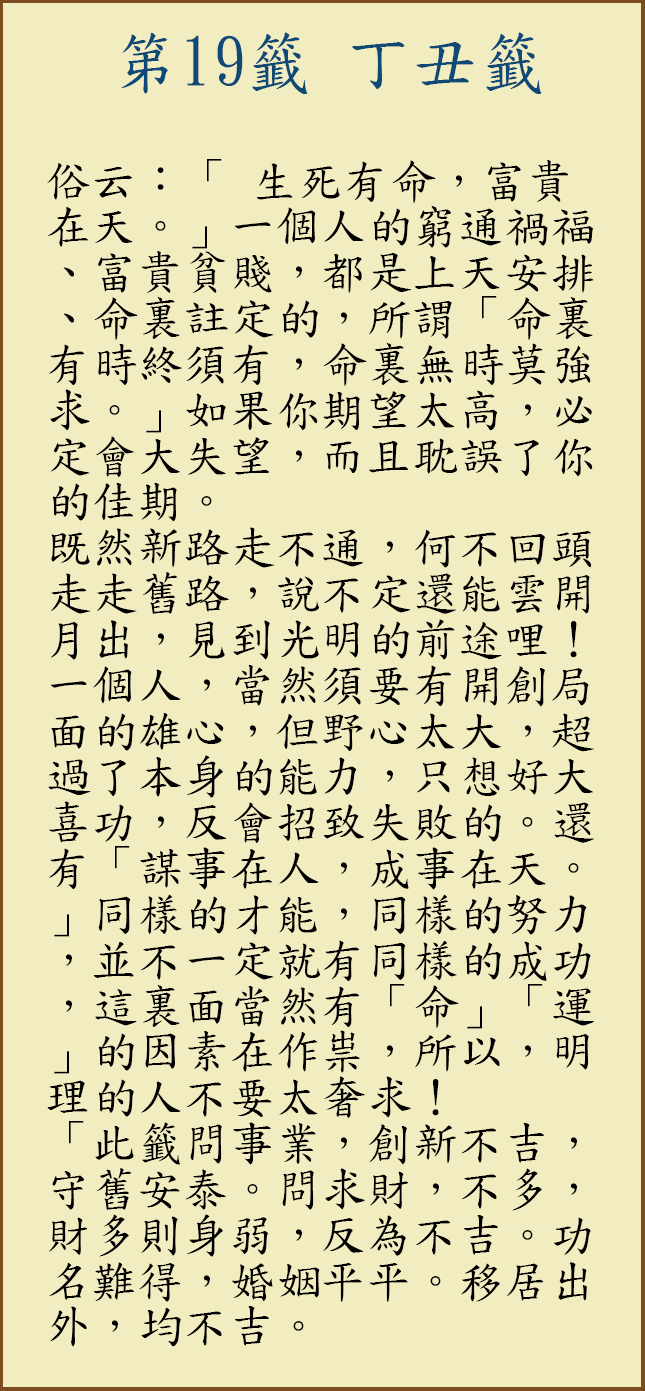 第19籤 丁丑籤
俗云：「 生死有命，富貴
在天。」一個人的窮通禍福
、富貴貧賤，都是上天安排
、命裏註定的，所謂「命裏
有時終須有，命裏無時莫強
求。」如果你期望太高，必
定會大失望，而且耽誤了你
的佳期。
既然新路走不通，何不回頭
走走舊路，說不定還能雲開
月出，見到光明的前途哩！
一個人，當然須要有開創局
面的雄心，但野心太大，超
過了本身的能力，只想好大
喜功，反會招致失敗的。還
有「謀事在人，成事在天。
」同樣的才能，同樣的努力
，並不一定就有同樣的成功
，這裏面當然有「命」「運
」的因素在作祟，所以，明
理的人不要太奢求！
「此籤問事業，創新不吉，
守舊安泰。問求財，不多，
財多則身弱，反為不吉。功
名難得，婚姻平平。移居出
外，均不吉。